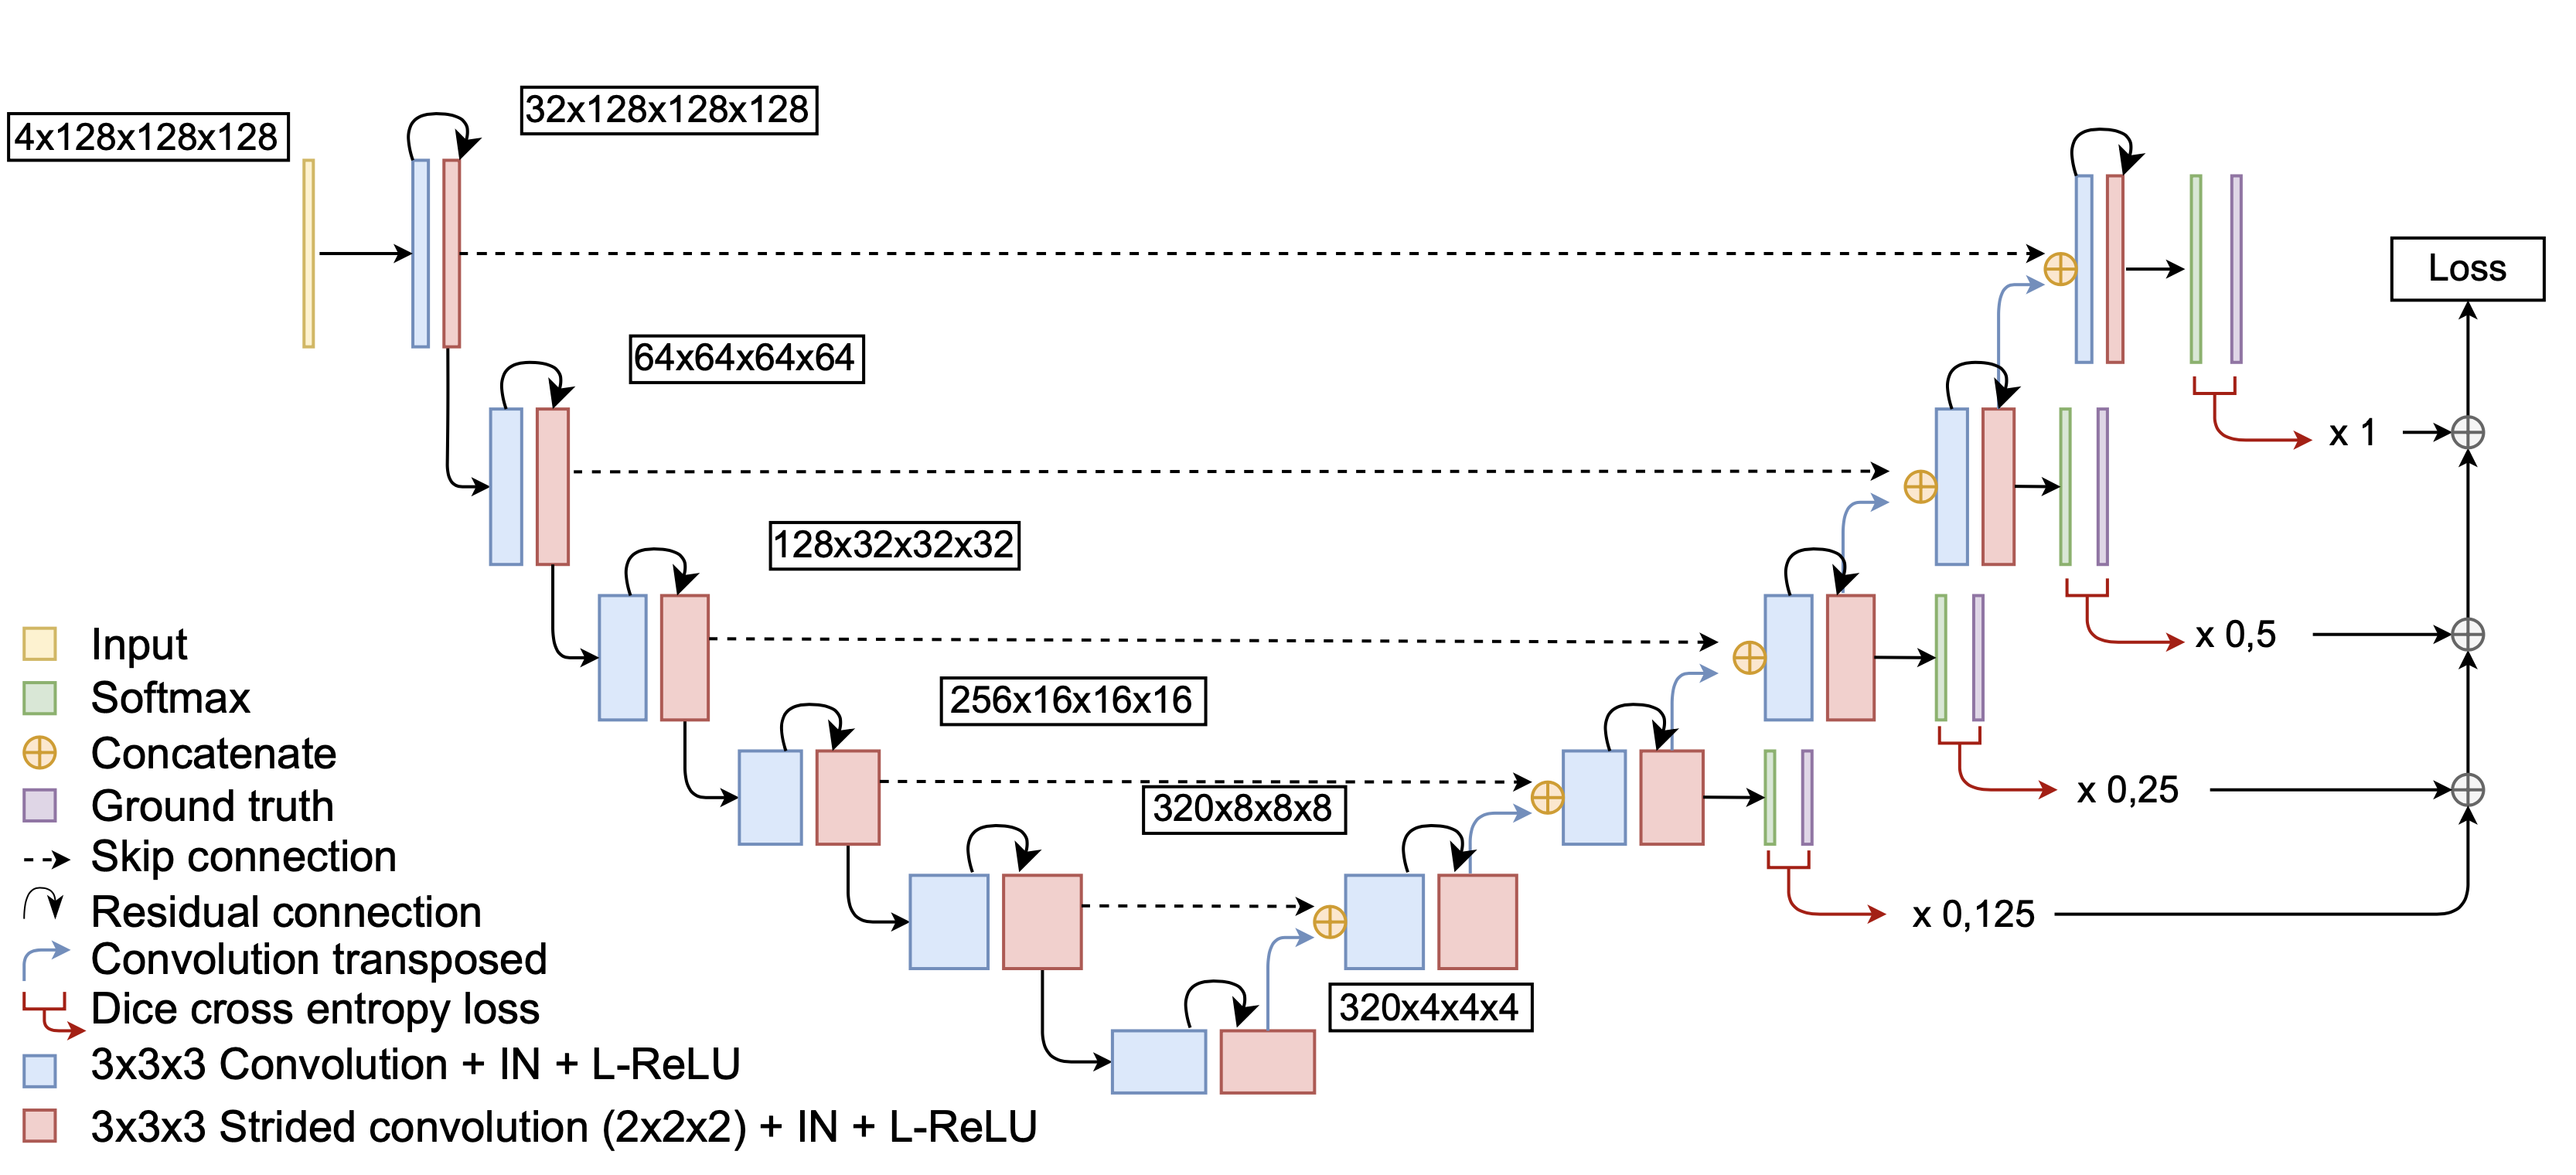 4x128x128x128
32x128x128x128
64x64x64x64
128x32x32x32
256x16x16x16
320x8x8x8
320x4x4x4
Loss
x 1
x 0,5
x 0,25
x 0,125
Input
Softmax
Concatenate
Ground truth
Skip connection
Residual connection
Convolution transposed
Dice cross entropy loss
3x3x3 Convolution + IN + L-ReLU
3x3x3 Strided convolution (2x2x2) + IN + L-ReLU